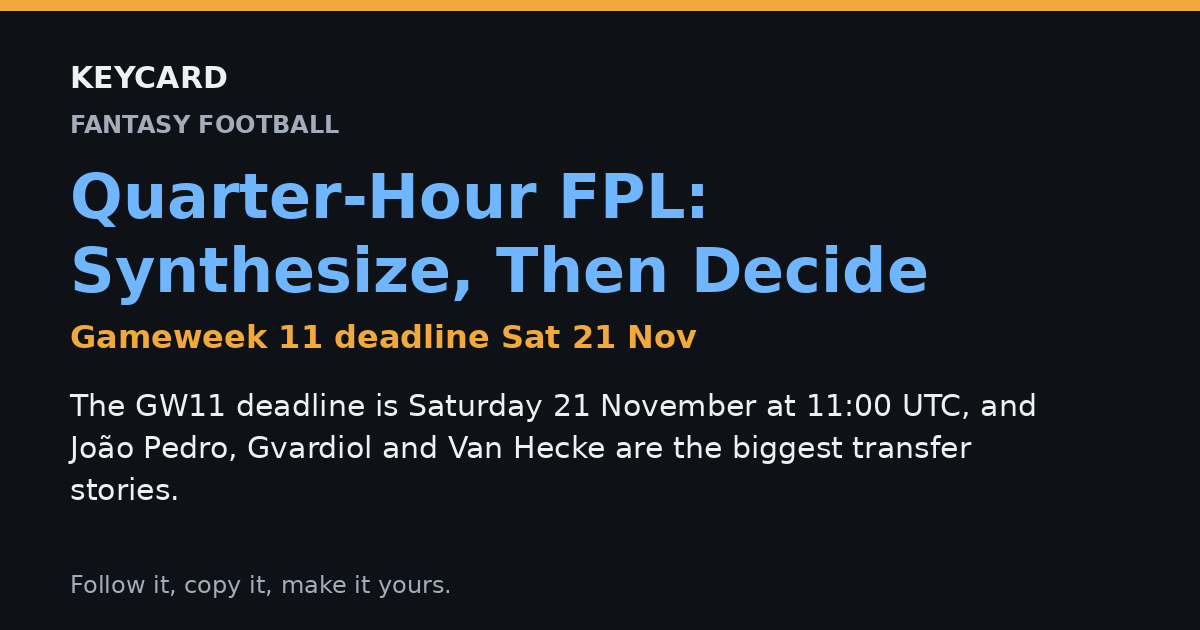 KEYCARD
FANTASY FOOTBALL
Quarter-Hour FPL:
Synthesize, Then Decide
Gameweek 11 deadline Sat 21 Nov
The GW11 deadline is Saturday 21 November at 11:00 UTC, and
João Pedro, Gvardiol and Van Hecke are the biggest transfer
stories.
Follow it, copy it, make it yours.